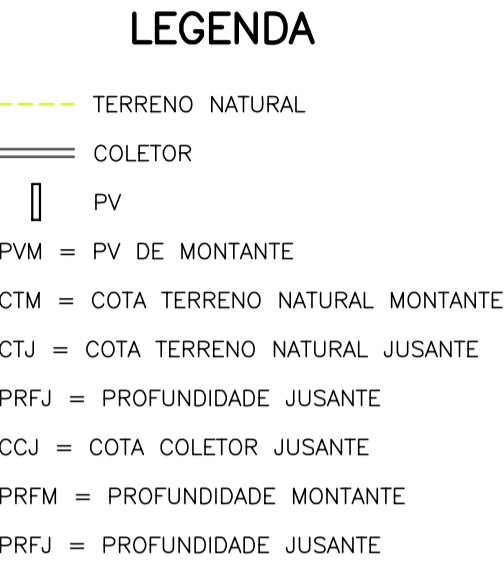 LEGENDA
TERRENO NATURAL
COLETOR
PV
PVM = PV DE MONTANTE
CTM = COTA TERRENO NATURAL MONTANTE
CTJ = COTA TERRENO NATURAL JUSANTE
PRFJ = PROFUNDIDADE JUSANTE
CCJ = COTA COLETOR JUSANTE
PRFM = PROFUNDIDADE MONTANTE
PRFJ = PROFUNDIDADE JUSANTE